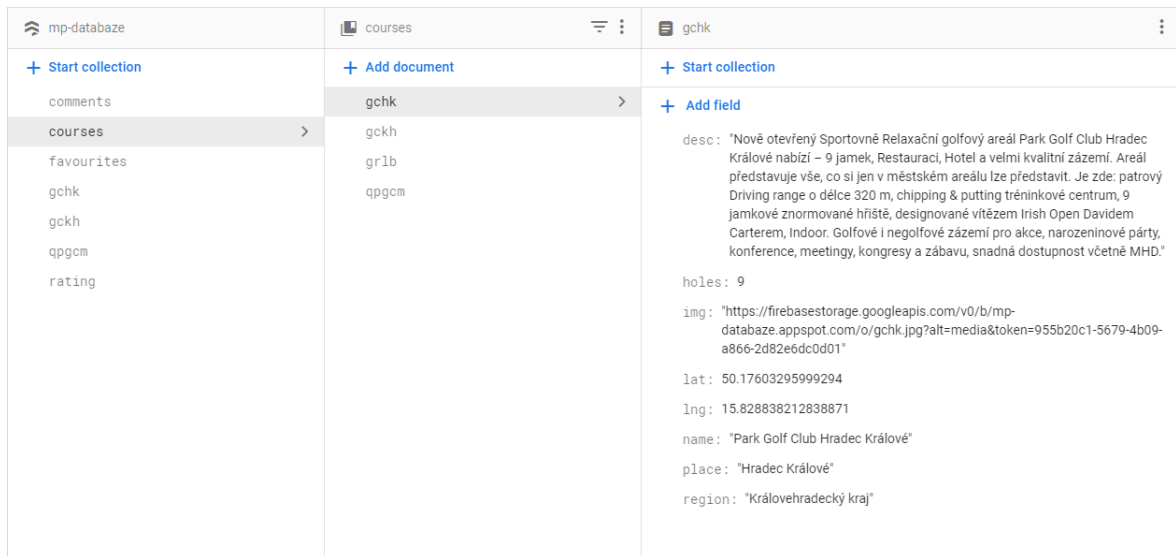 mp-databaze
Start collection
comments
courses
favourites
gchk
gckh
qpgcm
rating
courses
Add document
gchk
gckh
grlb
qpgcm
gchk
Start collection
Add field
desc: "Nově otevřený Sportovně Relaxační golfový areál Park Golf Club Hradec
Králové nabízí – 9 jamek, Restauraci, Hotel a velmi kvalitní zázemí. Areál
představuje vše, co si jen v městském areálu lze představit. Je zde: patrový
Driving range o délce 320 m, chipping & putting tréninkové centrum, 9
jamkové znormované hřiště, designované vítězem Irish Open Davidem
Carterem, Indoor. Golfové i negolfové zázemí pro akce, narozeninové párty,
konference, meetingy, kongresy a zábavu, snadná dostupnost včetně MHD."
holes: 9
img: "https://firebasestorage.googleapis.com/v0/b/mp-
databaze.appspot.com/o/gchk.jpg?alt=media&token=955b20c1-5679-4b09-
a866-2d82e6dc0d01"
lat: 50.17603295999294
lng: 15.828838212838871
name: "Park Golf Club Hradec Králové"
place: "Hradec Králové"
region: "Královehradecký kraj"